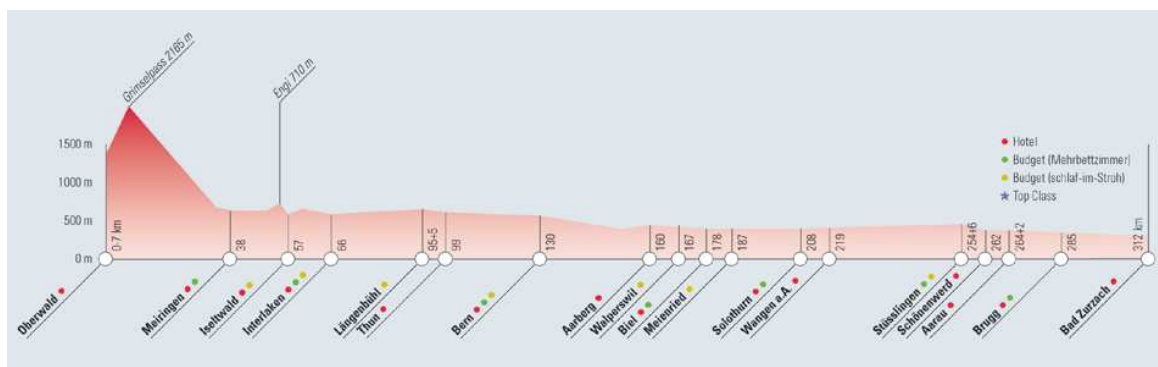 Grimselpass 2165 m
Engi 710 m
1500 m
1000 m
500 m
0 m
Hotel
Budget (Mehrbettzimmer)
Budget (schlaf-im-Stroh)
Top Class
0-7 km
38
57
66
95+5
99
130
160
167
178
187
208
219
254+6
262
264+2
285
312 km
Oberwald
Meiringen
Iseltwald
Interlaken
Längenbühl
Thun
Bern
Aarberg
Walperswil
Biel
Meienried
Solothurn
Wangen a.A.
Stüsslingen
Schönenwerd
Aarau
Brugg
Bad Zurzach